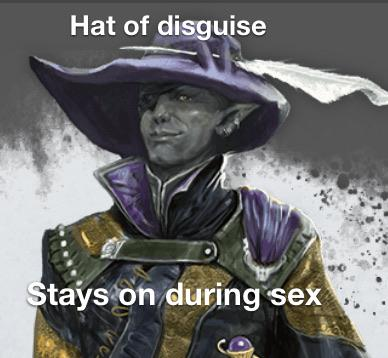 Hat of disguise
Stays on during sex